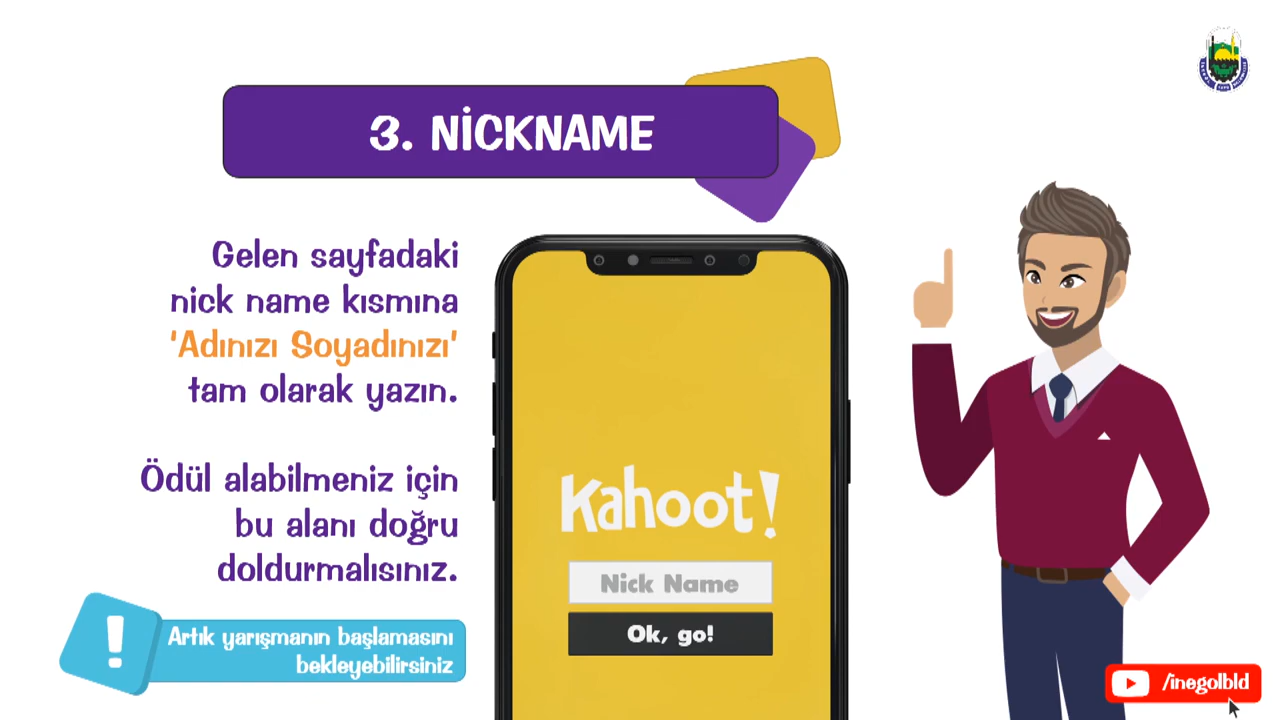 3. NİCKNAME
Gelen sayfadaki
nick name kısmına
'Adınızı Soyadınızı'
tam olarak yazın.
Ödül alabilmeniz için
bu alanı doğru
doldurmalısınız.
!
Artık yarışmanın başlamasını
bekleyebilirsiniz
Kahoot!
Nick Name
Ok, go!
/inegolbld